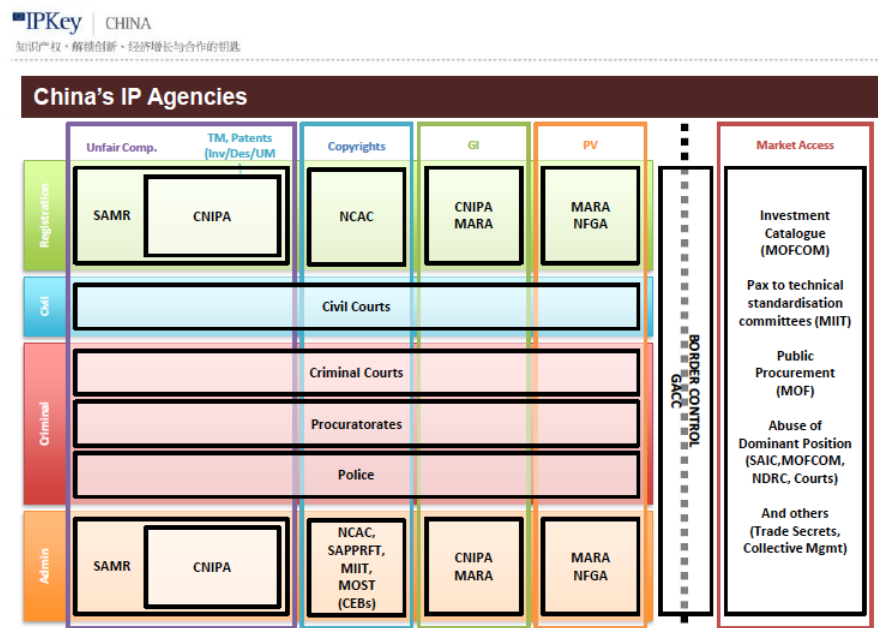 IPKey CHINA
知识产权·解锁创新、经济增长与合作的钥匙
China's IP Agencies
Unfair Comp.
TM, Patents
(Inv/Des/UM
)
Copyrights
GI
PV
Market Access
Registration
SAMR
CNIPA
NCAC
CNIPA
MARA
MARA
NFGA
Civil
Civil Courts
Criminal
Criminal Courts
Procuratorates
Police
Admin
SAMR
CNIPA
NCAC,
SAPPRFT,
MIIT,
MOST
(CEBs)
CNIPA
MARA
MARA
NFGA
BORDER CONTROL
GACC
Investment
Catalogue
(MOFCOM)
Pax to technical
standardisation
committees (MIIT)
Public
Procurement
(MOF)
Abuse of
Dominant Position
(SAIC,MOFCOM,
NDRC, Courts)
And others
(Trade Secrets,
Collective Mgmt)